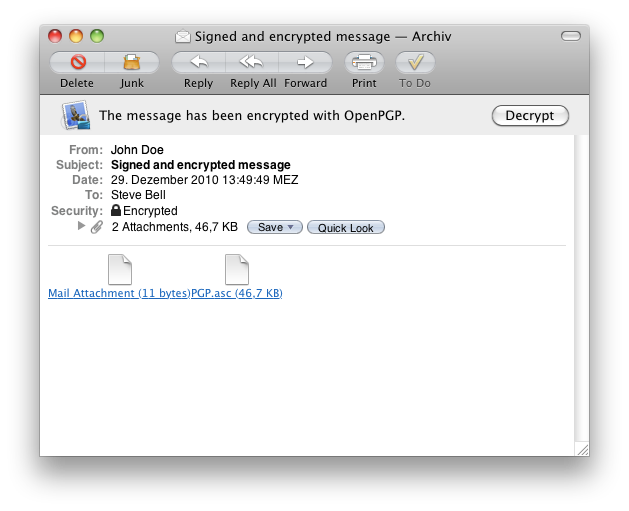 Signed and encrypted message — Archiv
Delete Junk Reply Reply All Forward Print To Do
The message has been encrypted with OpenPGP. Decrypt
From: John Doe
Subject: Signed and encrypted message
Date: 29. Dezember 2010 13:49:49 MEZ
To: Steve Bell
Security: Encrypted
2 Attachments, 46,7 KB Save Quick Look
Mail Attachment (11 bytes) PGP.asc (46,7 KB)